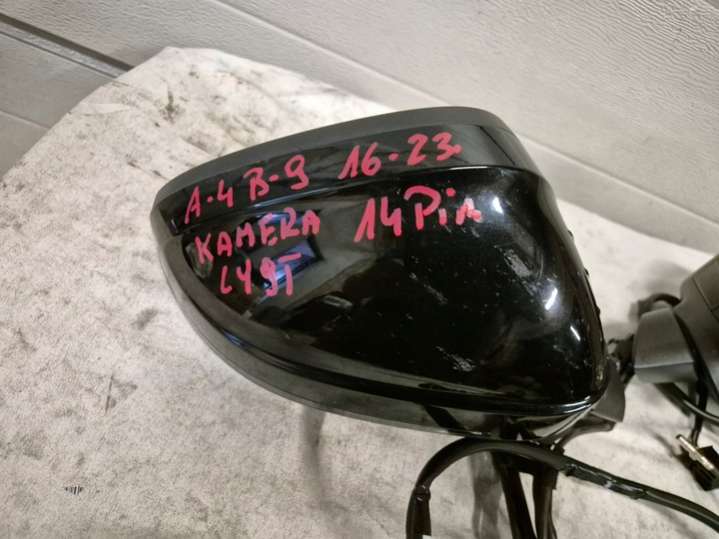 A-4 B-9 16-23.
KAMERA 14Pin
LY9T